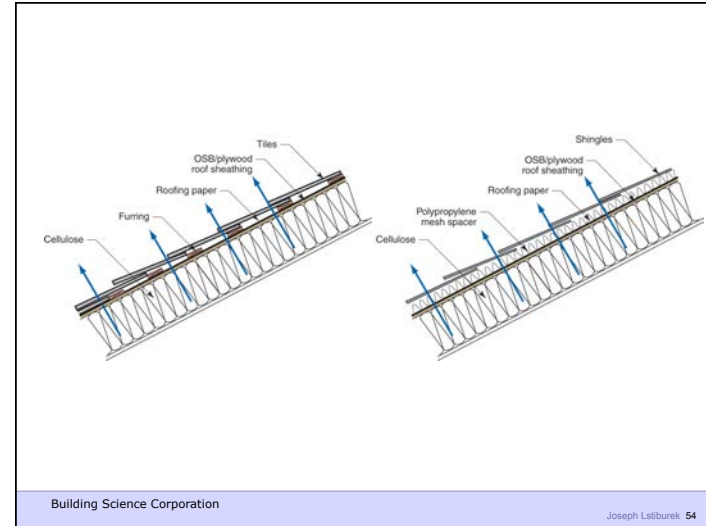 Tiles
OSB/plywood
roof sheathing
Roofing paper
Furring
Cellulose
Shingles
OSB/plywood
roof sheathing
Roofing paper
Polypropylene
mesh spacer
Cellulose
Building Science Corporation
Joseph Lstiburek 54